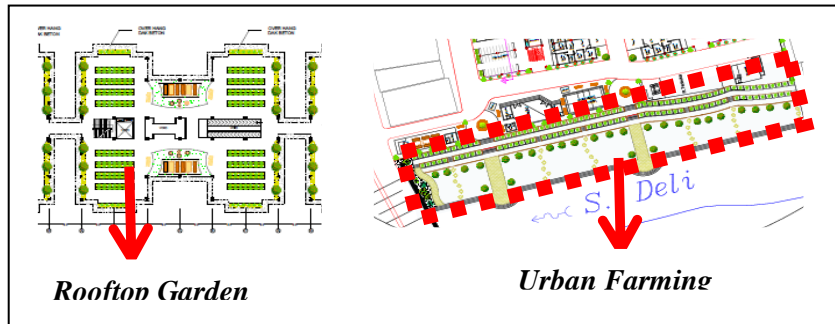 OVER HANG
DAK BETON
OVER HANG
DAK BETON
S. Deli
Rooftop Garden
Urban Farming